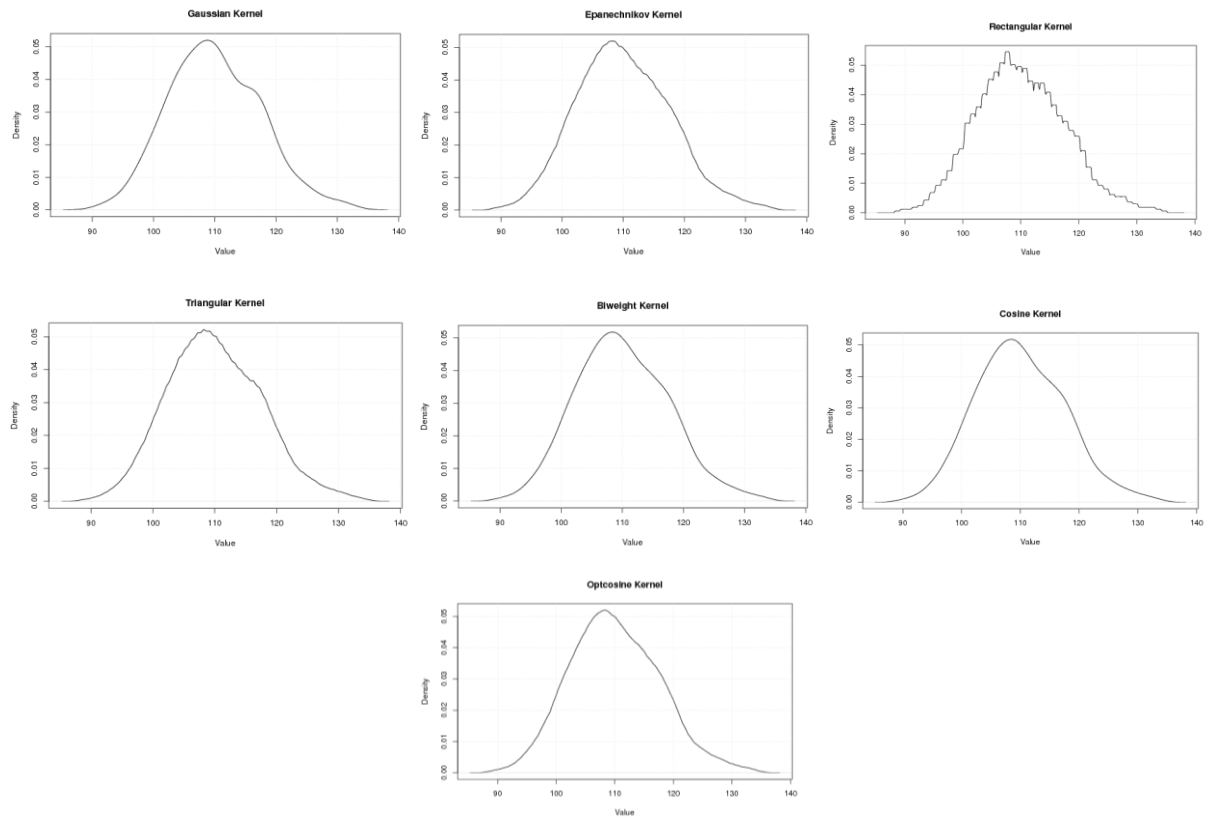 Gaussian Kernel
Density
0.00 0.01 0.02 0.03 0.04 0.05
90 100 110 120 130 140
Value
Epanechnikov Kernel
Density
0.00 0.01 0.02 0.03 0.04 0.05
90 100 110 120 130 140
Value
Rectangular Kernel
Density
0.00 0.01 0.02 0.03 0.04 0.05
90 100 110 120 130 140
Value
Triangular Kernel
Density
0.00 0.01 0.02 0.03 0.04 0.05
90 100 110 120 130 140
Value
Biweight Kernel
Density
0.00 0.01 0.02 0.03 0.04 0.05
90 100 110 120 130 140
Value
Cosine Kernel
Density
0.00 0.01 0.02 0.03 0.04 0.05
90 100 110 120 130 140
Value
Optcosine Kernel
Density
0.00 0.01 0.02 0.03 0.04 0.05
90 100 110 120 130 140
Value